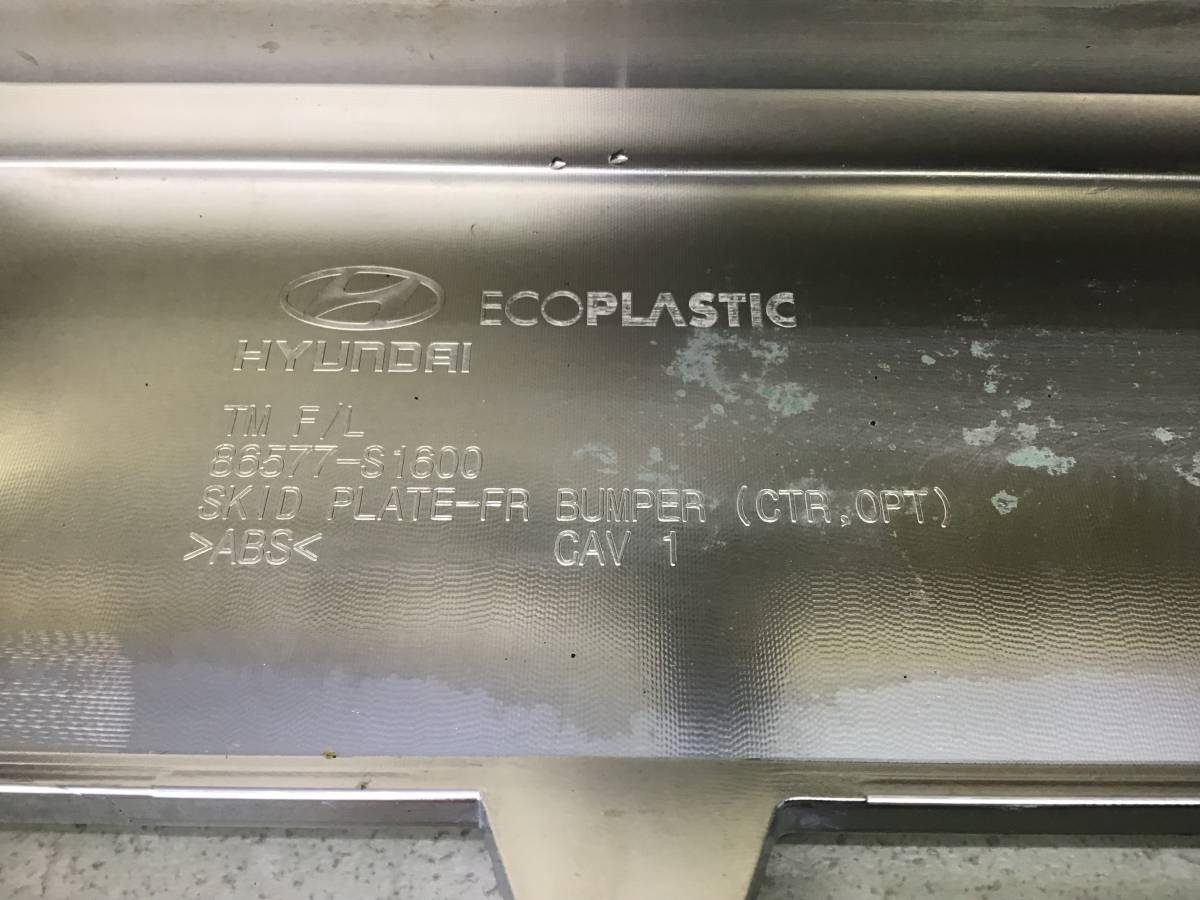 ECOPLASTIC
HYUNDAI
TM F/L
86577-S1600
SKID PLATE-FR BUMPER (CTR,OPT)
>ABS< CAV 1